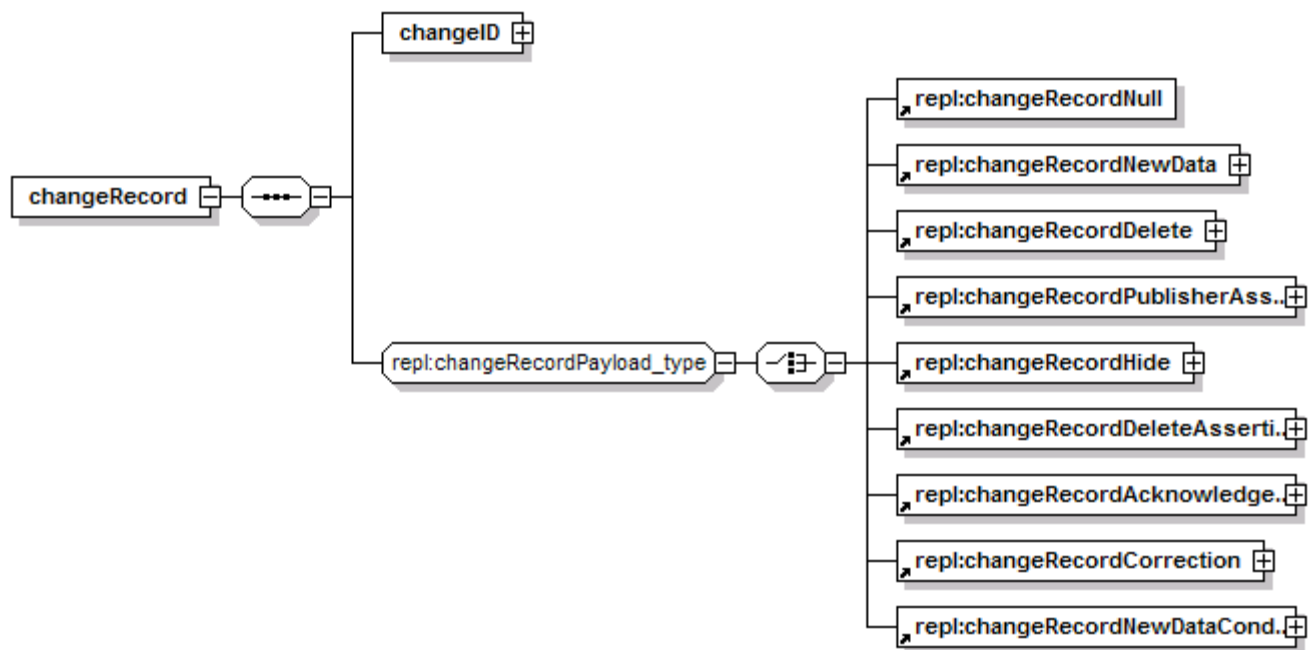 changeID
repl:changeRecordNull
repl:changeRecordNewData
changeRecord
repl:changeRecordDelete
repl:changeRecordPublisherAss..
repl:changeRecordPayload_type
repl:changeRecordHide
repl:changeRecordDeleteAsserti..
repl:changeRecordAcknowledge..
repl:changeRecordCorrection
repl:changeRecordNewDataCond..